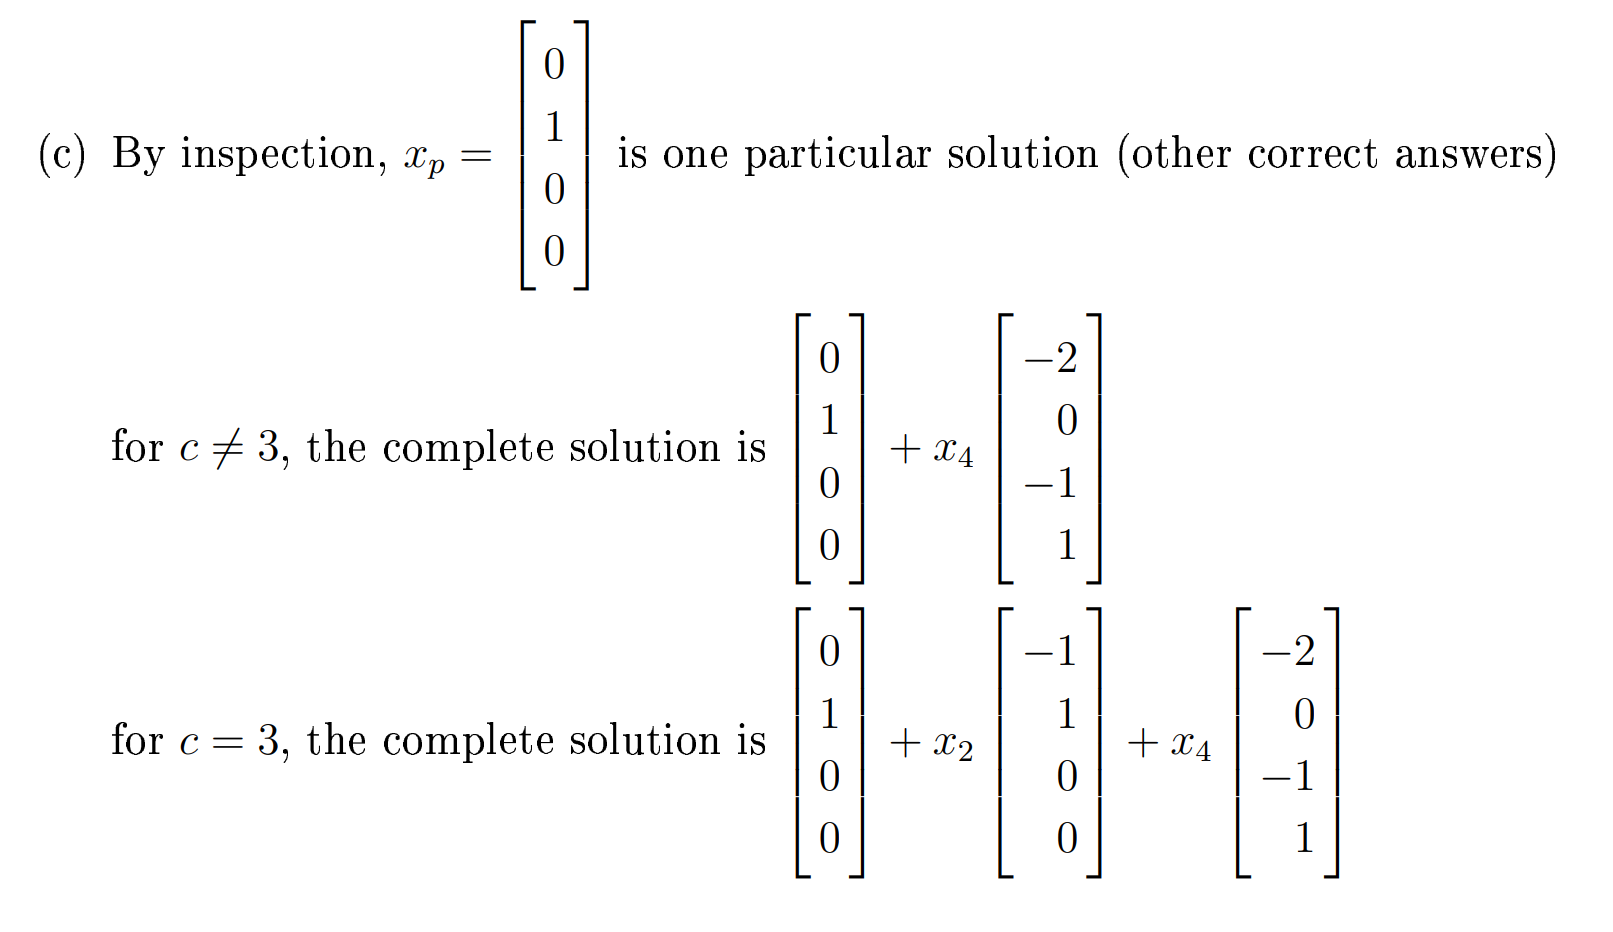 (c) By inspection, $x_p = \begin{bmatrix} 0 \\ 1 \\ 0 \\ 0 \end{bmatrix}$ is one particular solution (other correct answers)
for $c \neq 3$, the complete solution is $\begin{bmatrix} 0 \\ 1 \\ 0 \\ 0 \end{bmatrix} + x_4 \begin{bmatrix} -2 \\ 0 \\ -1 \\ 1 \end{bmatrix}$
for $c = 3$, the complete solution is $\begin{bmatrix} 0 \\ 1 \\ 0 \\ 0 \end{bmatrix} + x_2 \begin{bmatrix} -1 \\ 1 \\ 0 \\ 0 \end{bmatrix} + x_4 \begin{bmatrix} -2 \\ 0 \\ -1 \\ 1 \end{bmatrix}$